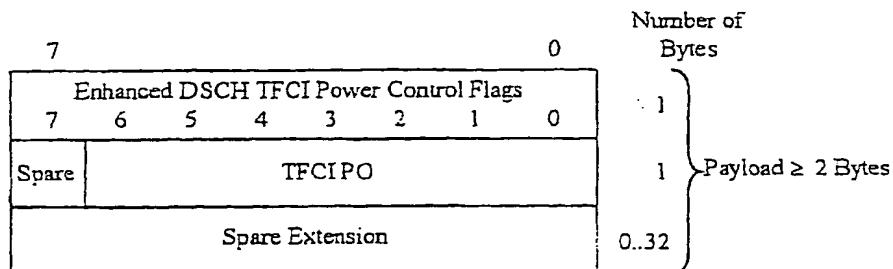 Number of
Bytes
7 0
Enhanced DSCH TFCI Power Control Flags
7 6 5 4 3 2 1 0
1
Spare TFCI PO
1
Payload ≥ 2 Bytes
Spare Extension
0..32